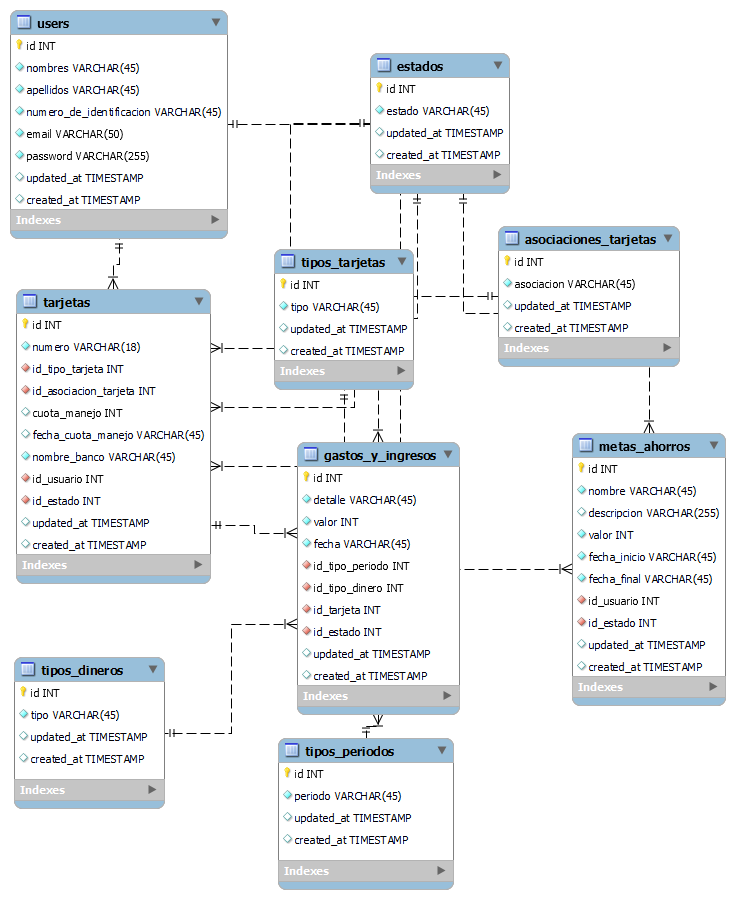 users
id INT
nombres VARCHAR(45)
apellidos VARCHAR(45)
numero_de_identificacion VARCHAR(45)
email VARCHAR(50)
password VARCHAR(255)
updated_at TIMESTAMP
created_at TIMESTAMP
Indexes
estados
id INT
estado VARCHAR(45)
updated_at TIMESTAMP
created_at TIMESTAMP
Indexes
tipos_tarjetas
id INT
tipo VARCHAR(45)
updated_at TIMESTAMP
created_at TIMESTAMP
Indexes
asociaciones_tarjetas
id INT
asociacion VARCHAR(45)
updated_at TIMESTAMP
created_at TIMESTAMP
Indexes
tarjetas
id INT
numero VARCHAR(18)
id_tipo_tarjeta INT
id_asociacion_tarjeta INT
cuota_manejo INT
fecha_cuota_manejo VARCHAR(45)
nombre_banco VARCHAR(45)
id_usuario INT
id_estado INT
updated_at TIMESTAMP
created_at TIMESTAMP
Indexes
gastos_y_ingresos
id INT
detalle VARCHAR(45)
valor INT
fecha VARCHAR(45)
id_tipo_periodo INT
id_tipo_dinero INT
id_tarjeta INT
id_estado INT
updated_at TIMESTAMP
created_at TIMESTAMP
Indexes
metas_ahorros
id INT
nombre VARCHAR(45)
descripcion VARCHAR(255)
valor INT
fecha_inicio VARCHAR(45)
fecha_final VARCHAR(45)
id_usuario INT
id_estado INT
updated_at TIMESTAMP
created_at TIMESTAMP
Indexes
tipos_dineros
id INT
tipo VARCHAR(45)
updated_at TIMESTAMP
created_at TIMESTAMP
Indexes
tipos_periodos
id INT
periodo VARCHAR(45)
updated_at TIMESTAMP
created_at TIMESTAMP
Indexes